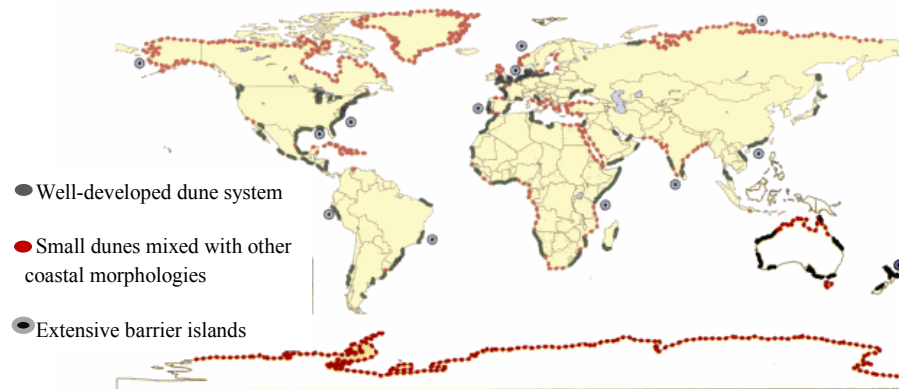 Well-developed dune system
Small dunes mixed with other
coastal morphologies
Extensive barrier islands